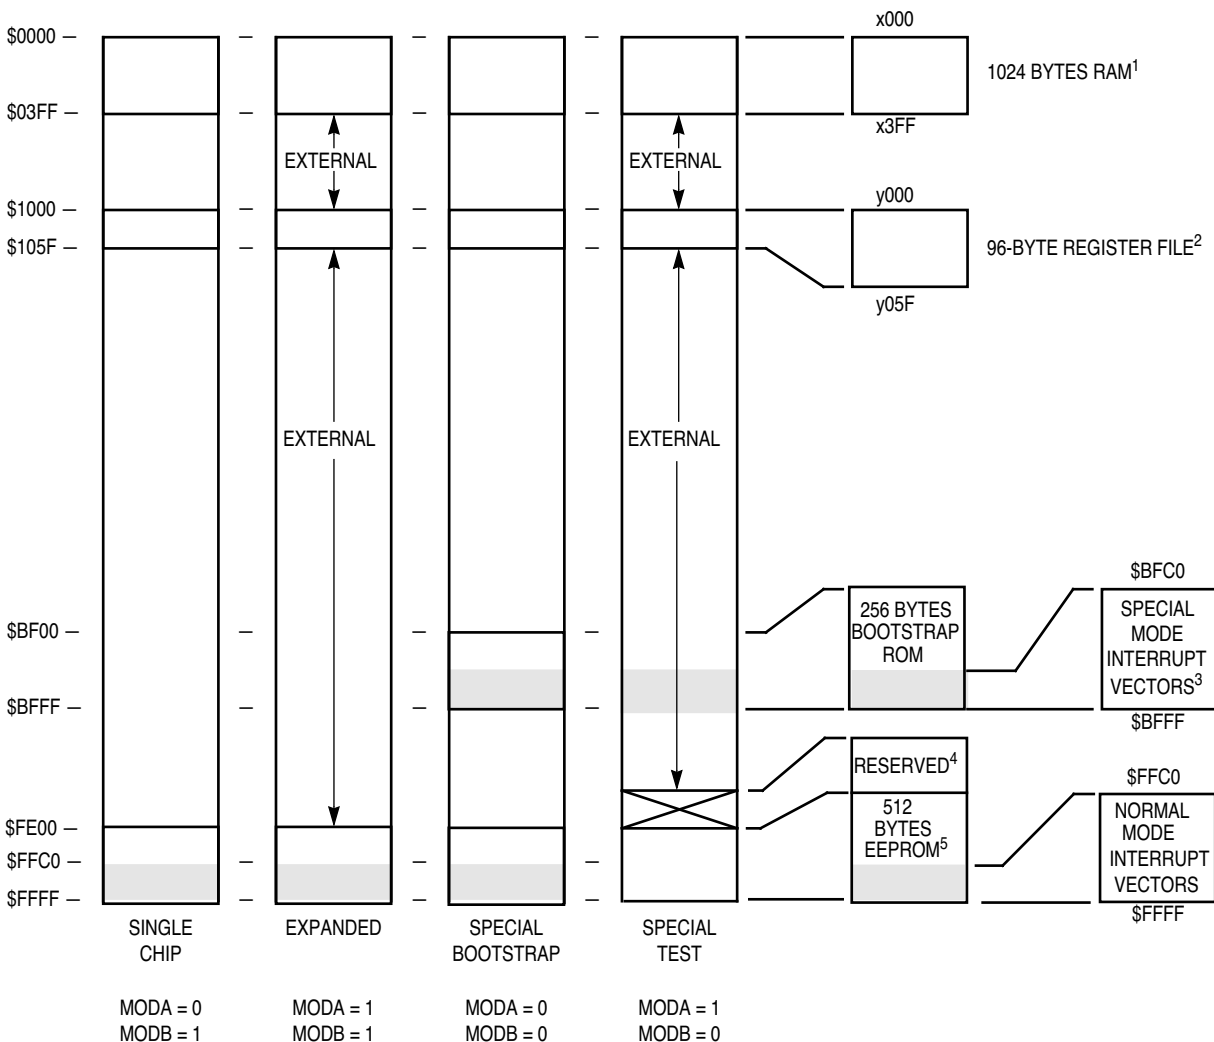 x000
$0000 –
1024 BYTES RAM1
$03FF –
x3FF
EXTERNAL
EXTERNAL
y000
$1000 –
$105F –
96-BYTE REGISTER FILE2
y05F
EXTERNAL
EXTERNAL
$BFC0
256 BYTES
BOOTSTRAP
ROM
SPECIAL
MODE
INTERRUPT
VECTORS3
$BF00 –
$BFFF –
$BFFF
RESERVED4
$FFC0
512
BYTES
EEPROM5
NORMAL
MODE
INTERRUPT
VECTORS
$FE00 –
$FFC0 –
$FFFF –
$FFFF
SINGLE
CHIP
EXPANDED
SPECIAL
BOOTSTRAP
SPECIAL
TEST
MODA = 0
MODB = 1
MODA = 1
MODB = 1
MODA = 0
MODB = 0
MODA = 1
MODB = 0